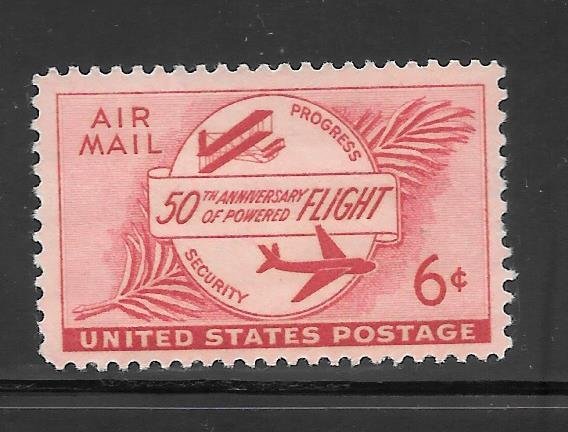 AIR
MAIL
PROGRESS
50TH ANNIVERSARY
OF POWERED FLIGHT
SECURITY
6¢
UNITED STATES POSTAGE